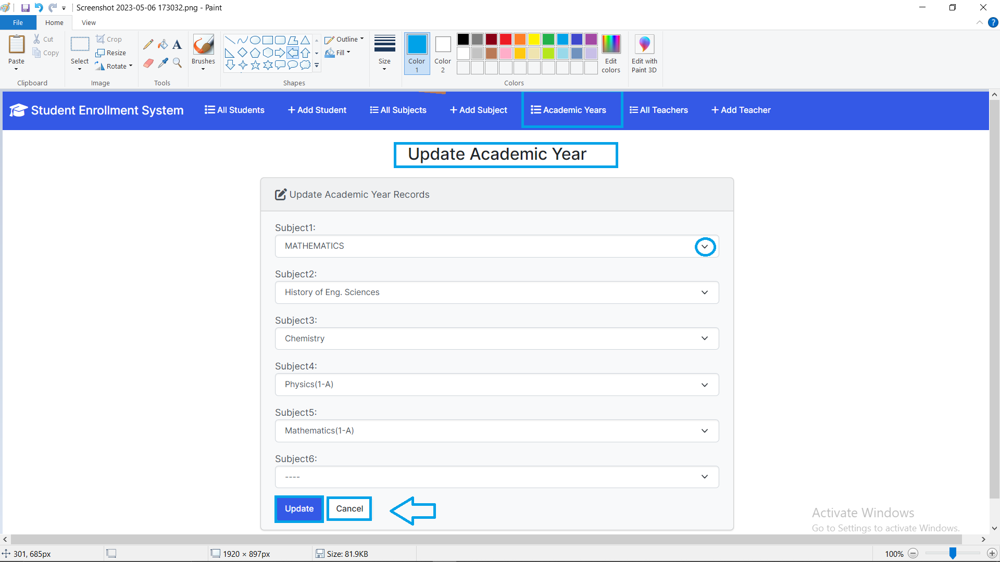 Screenshot 2023-05-06 173032.png - Paint
File Home View
Paste
Cut
Copy
Clipboard
Select
Crop
Resize
Rotate
Image
A
Tools
Brushes
Outline
Fill
Shapes
Size
Color 1
Color 2
Edit colors
Colors
Edit with Paint 3D
?
Student Enrollment System All Students + Add Student All Subjects + Add Subject Academic Years All Teachers + Add Teacher
Update Academic Year
Update Academic Year Records
Subject1:
MATHEMATICS
Subject2:
History of Eng. Sciences
Subject3:
Chemistry
Subject4:
Physics(1-A)
Subject5:
Mathematics(1-A)
Subject6:
----
Update Cancel
Activate Windows
Go to Settings to activate Windows.
301, 685px 1920 × 897px Size: 81.9KB 100%